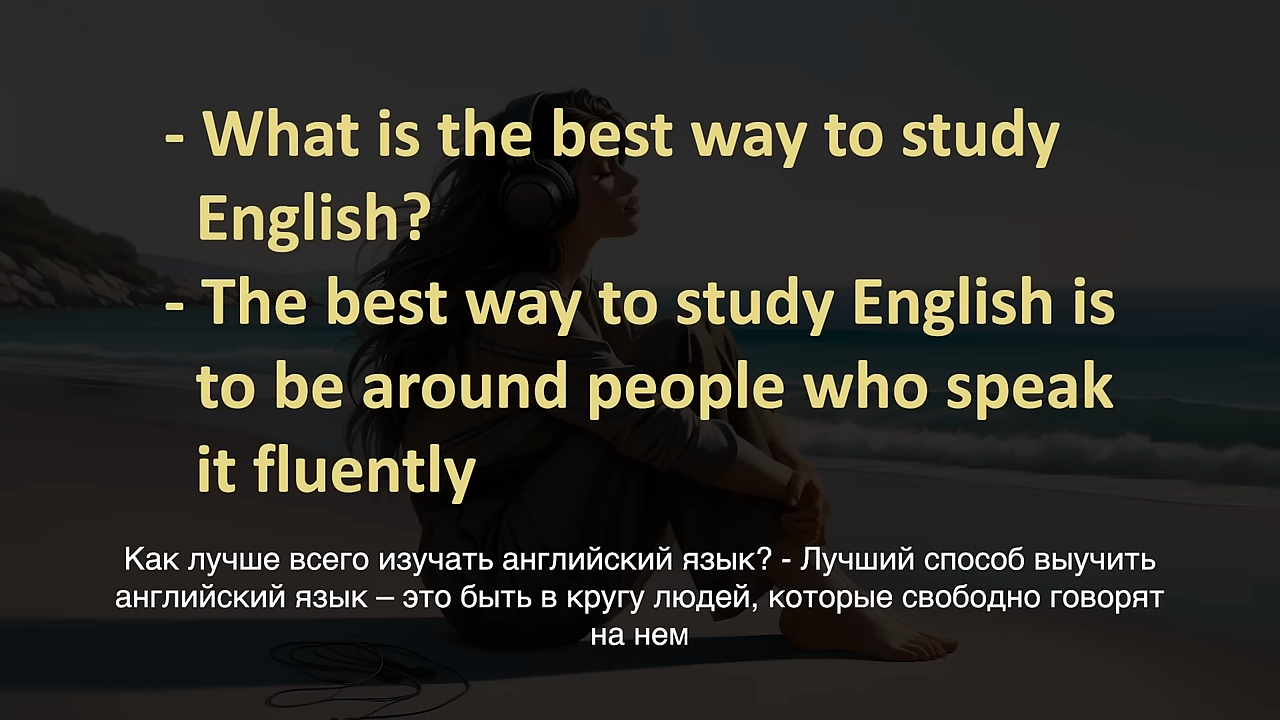 - What is the best way to study
English?
- The best way to study English is
to be around people who speak
it fluently
Как лучше всего изучать английский язык? - Лучший способ выучить
английский язык – это быть в кругу людей, которые свободно говорят
на нем